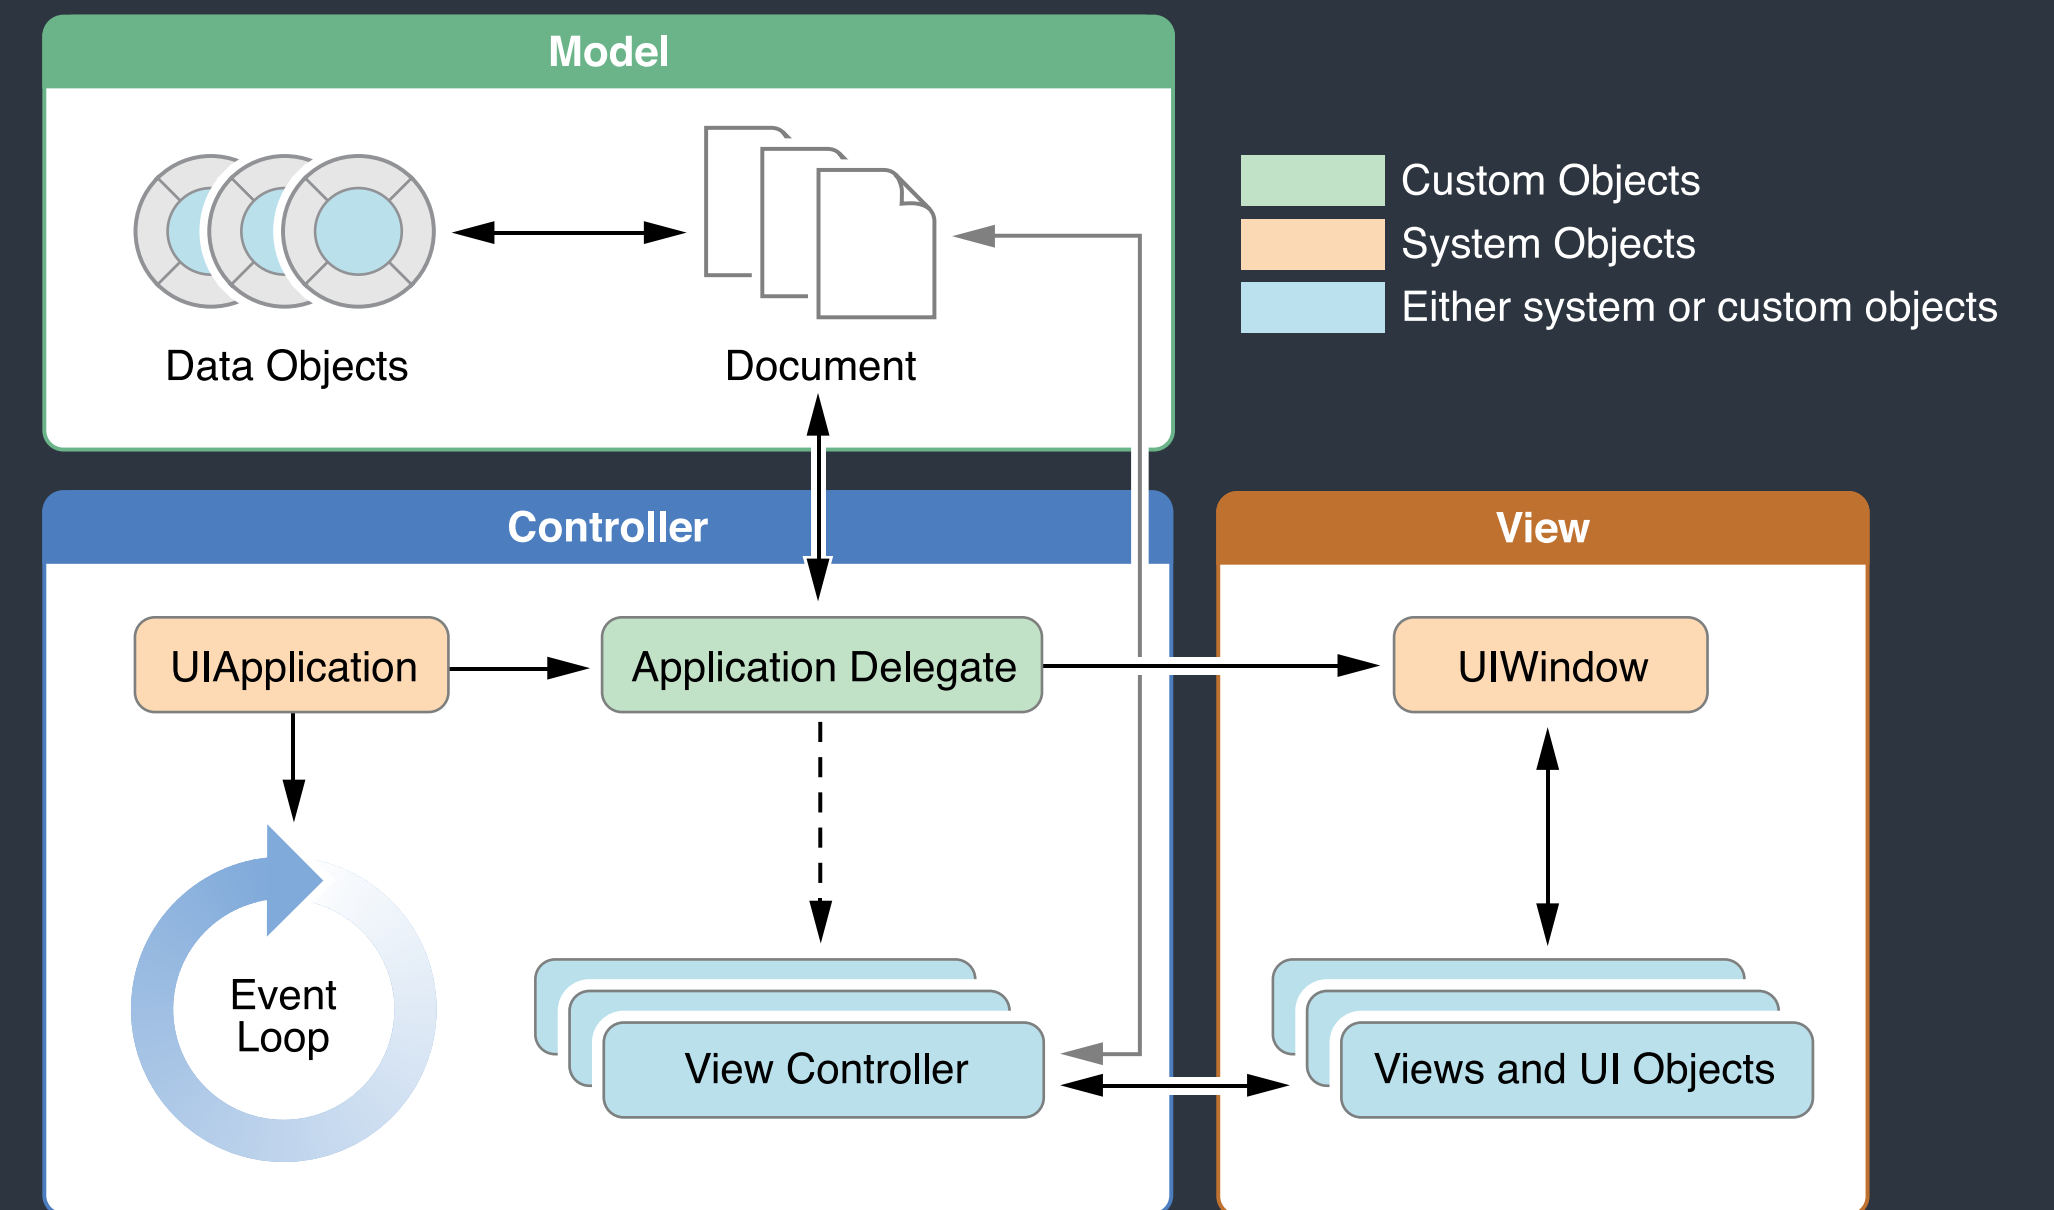 Model
Data Objects
Document
Custom Objects
System Objects
Either system or custom objects
Controller
UIApplication
Application Delegate
Event
Loop
View Controller
View
UIWindow
Views and UI Objects